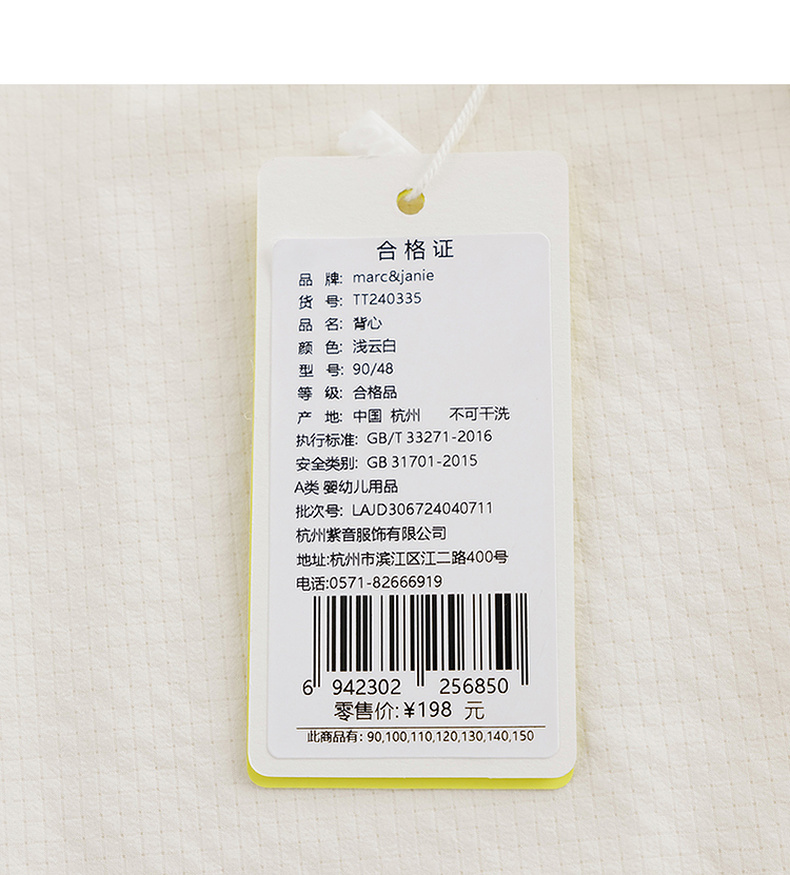 合格证
品 牌: marc&janie
货 号: TT240335
品 名: 背心
颜 色: 浅云白
型 号: 90/48
等 级: 合格品
产 地: 中国 杭州 不可干洗
执行标准: GB/T 33271-2016
安全类别: GB 31701-2015
A类 婴幼儿用品
批次号: LAJD306724040711
杭州紫音服饰有限公司
地址:杭州市滨江区江二路400号
电话:0571-82666919
6 942302 256850
零售价:¥198 元
此商品有: 90,100,110,120,130,140,150